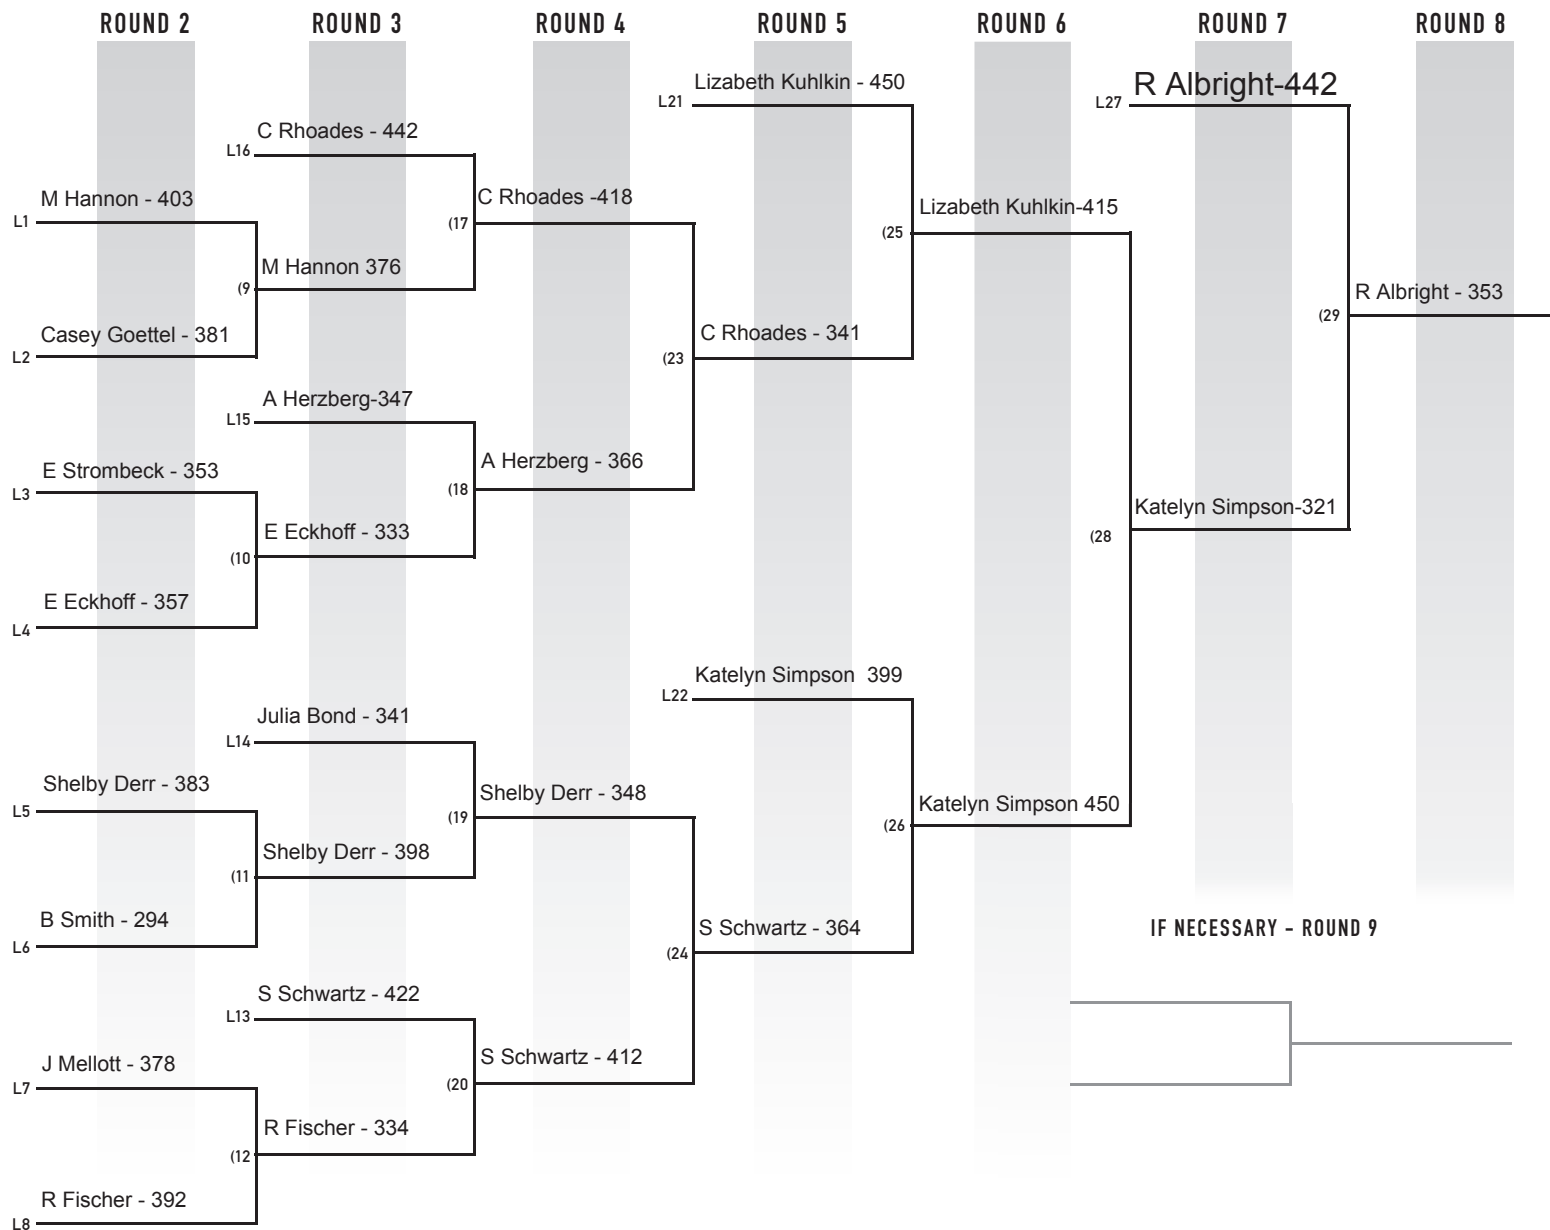 ROUND 2
ROUND 3
ROUND 4
ROUND 5
ROUND 6
ROUND 7
ROUND 8
L1 M Hannon - 403
L2 Casey Goettel - 381
L3 E Strombeck - 353
L4 E Eckhoff - 357
L5 Shelby Derr - 383
L6 B Smith - 294
L7 J Mellott - 378
L8 R Fischer - 392
L16 C Rhoades - 442
(9 M Hannon 376
L15 A Herzberg-347
(10 E Eckhoff - 333
L14 Julia Bond - 341
(11 Shelby Derr - 398
L13 S Schwartz - 422
(12 R Fischer - 334
(17 C Rhoades -418
(18 A Herzberg - 366
(19 Shelby Derr - 348
(20 S Schwartz - 412
L21 Lizabeth Kuhlkin - 450
(23 C Rhoades - 341
L22 Katelyn Simpson 399
(24 S Schwartz - 364
(25 Lizabeth Kuhlkin-415
(26 Katelyn Simpson 450
L27 R Albright-442
(28 Katelyn Simpson-321
(29 R Albright - 353
IF NECESSARY - ROUND 9